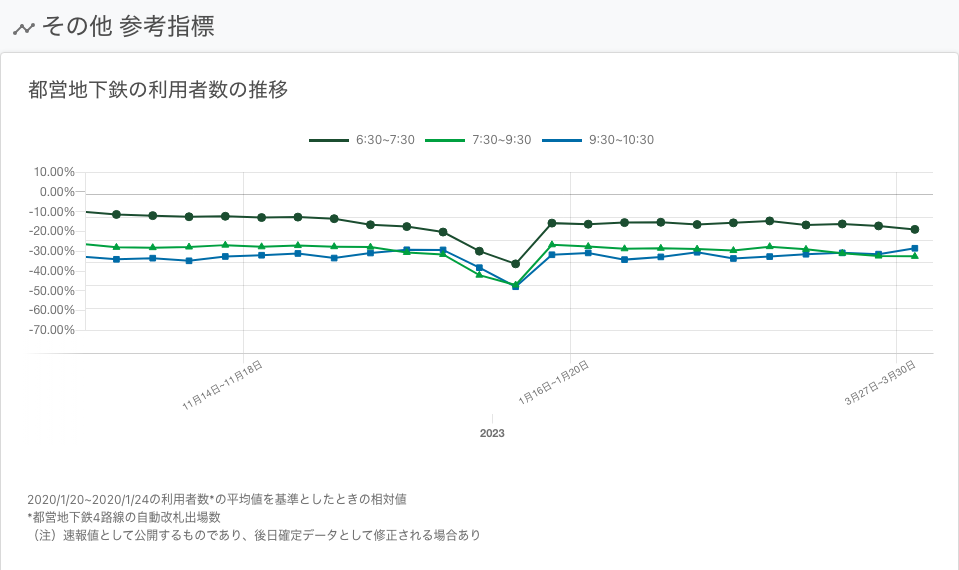 その他 参考指標
都営地下鉄の利用者数の推移
6:30~7:30 7:30~9:30 9:30~10:30
10.00%
0.00%
-10.00%
-20.00%
-30.00%
-40.00%
-50.00%
-60.00%
-70.00%
11月14日~11月18日 1月16日~1月20日 3月27日~3月30日
2023
2020/1/20~2020/1/24の利用者数*の平均値を基準としたときの相対値
*都営地下鉄4路線の自動改札出場数
（注）速報値として公開するものであり、後日確定データとして修正される場合あり